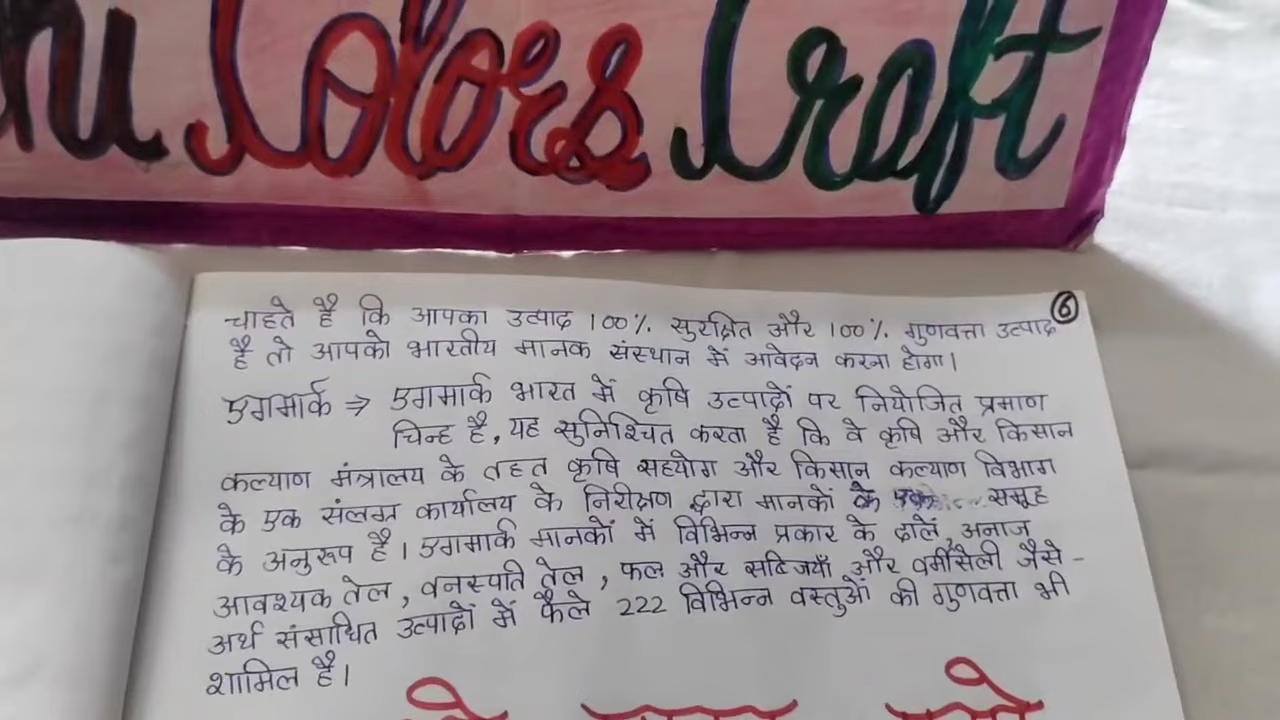 Colors Craft
6
चाहते है कि आपका उत्पाद 100% सुरक्षित और 100% गुणवत्ता उत्पाद
है तो आपको भारतीय मानक संस्थान में आवेदन करना होगा।
एगमार्क ⇒ एगमार्क भारत में कृषि उत्पादों पर नियोजित प्रमाण
चिन्ह है, यह सुनिश्चित करता है कि वे कृषि और किसान
कल्याण मंत्रालय के तहत कृषि सहयोग और किसान कल्याण विभाग
के एक संलग्न कार्यालय के निरीक्षण द्वारा मानकों के समूह
के अनुरूप है। एगमार्क मानकों में विभिन्न प्रकार के दालें, अनाज
आवश्यक तेल, वनस्पति तेल, फल और सब्जियाँ और वर्मीसेली जैसे -
अर्ध संसाधित उत्पादों में फैले 222 विभिन्न वस्तुओं की गुणवत्ता भी
शामिल है।